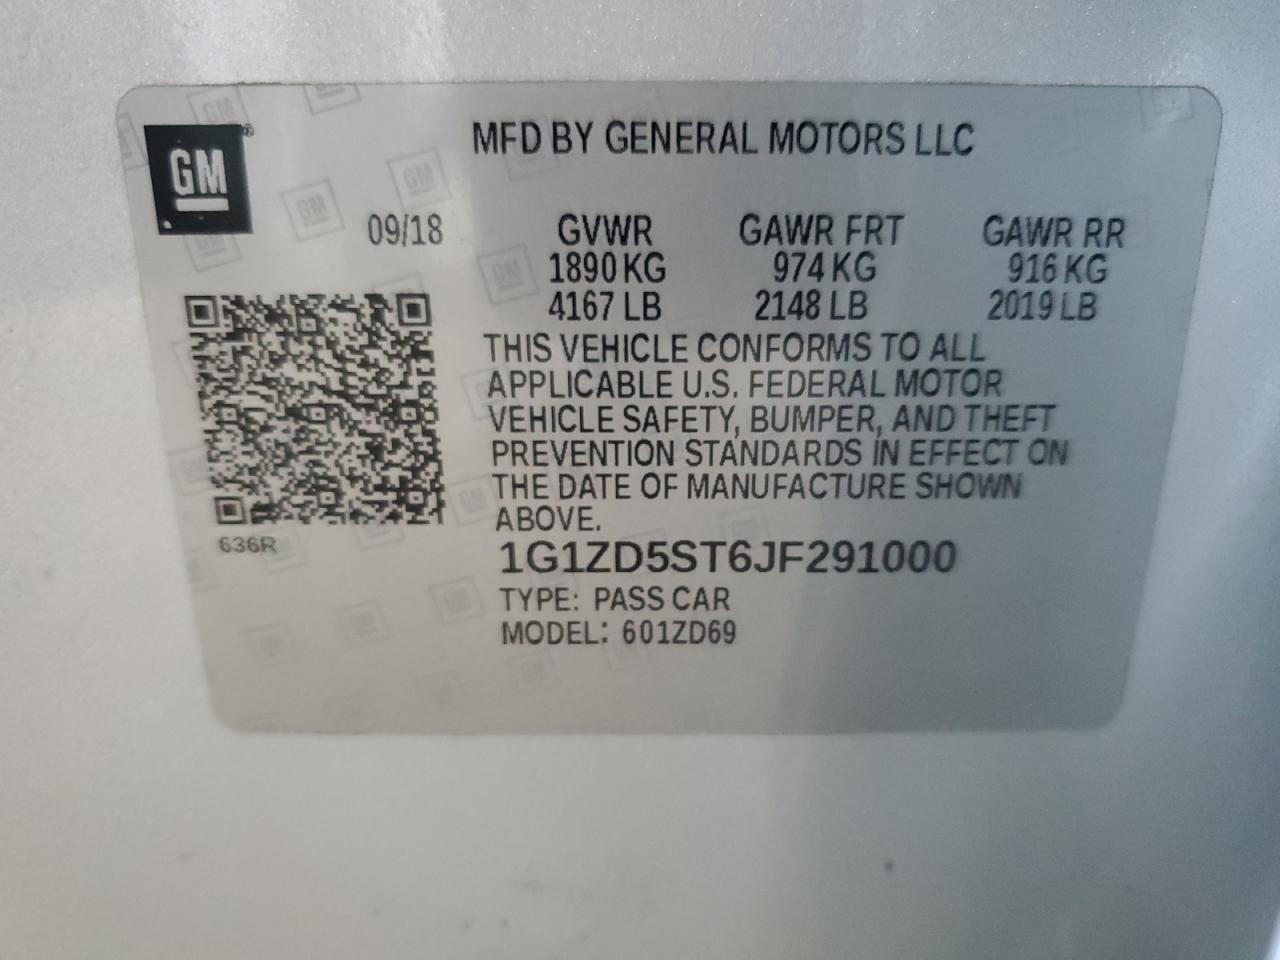 GM
MFD BY GENERAL MOTORS LLC
09/18 GVWR GAWR FRT GAWR RR
1890 KG 974 KG 916 KG
4167 LB 2148 LB 2019 LB
THIS VEHICLE CONFORMS TO ALL
APPLICABLE U.S. FEDERAL MOTOR
VEHICLE SAFETY, BUMPER, AND THEFT
PREVENTION STANDARDS IN EFFECT ON
THE DATE OF MANUFACTURE SHOWN
ABOVE.
636R
1G1ZD5ST6JF291000
TYPE: PASS CAR
MODEL: 601ZD69